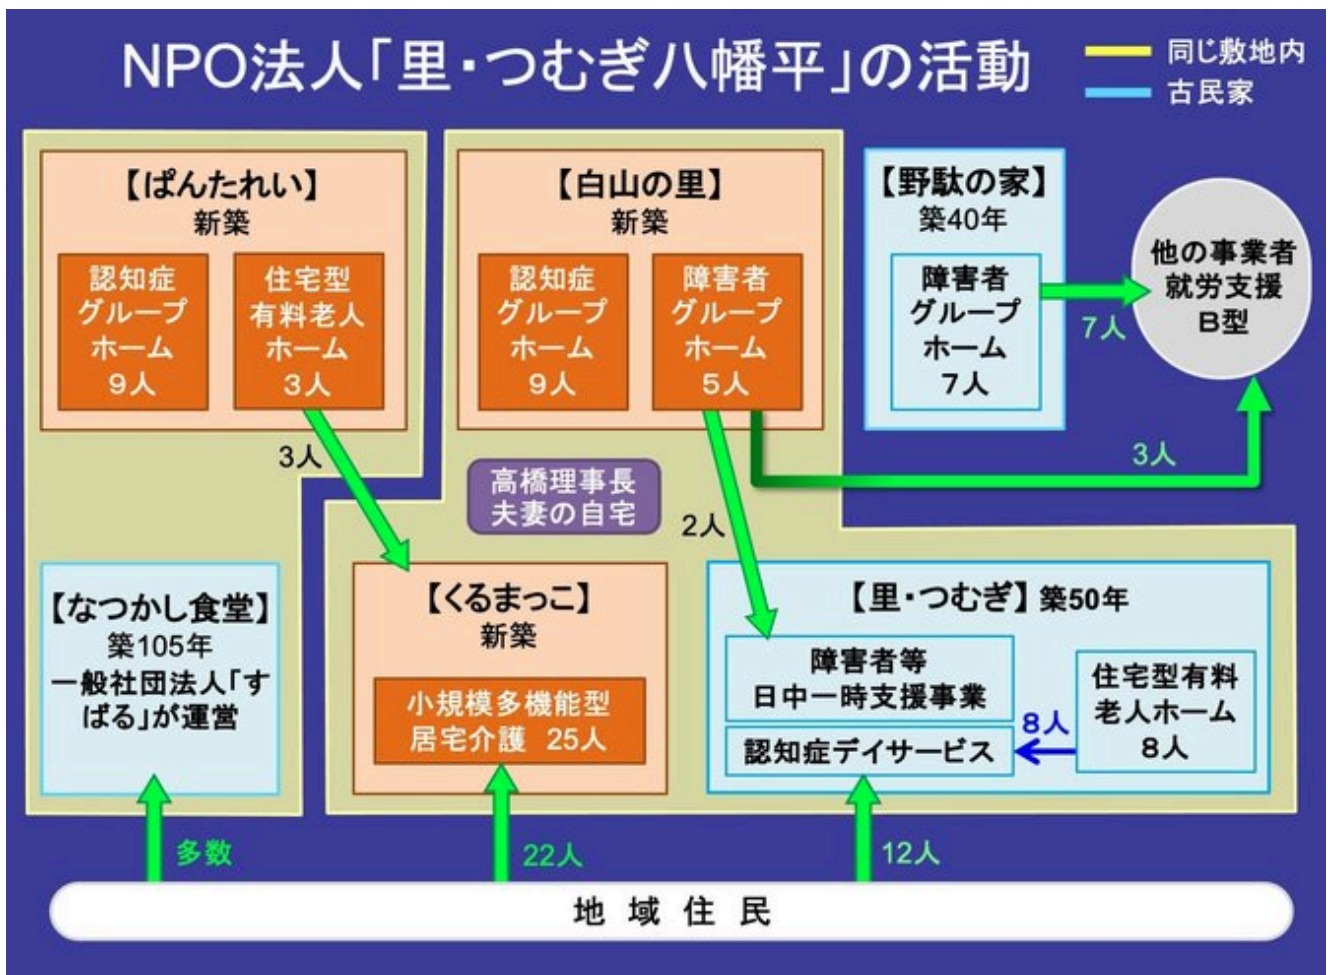 NPO法人「里・つむぎ八幡平」の活動
同じ敷地内
古民家
【ぱんたれい】
新築
認知症
グループ
ホーム
9人
住宅型
有料老人
ホーム
3人
【白山の里】
新築
認知症
グループ
ホーム
9人
障害者
グループ
ホーム
5人
【野駄の家】
築40年
障害者
グループ
ホーム
7人
7人
他の事業者
就労支援
B型
3人
3人
高橋理事長
夫妻の自宅
2人
【なつかし食堂】
築105年
一般社団法人「す
ばる」が運営
【くるまっこ】
新築
小規模多機能型
居宅介護 25人
【里・つむぎ】築50年
障害者等
日中一時支援事業
認知症デイサービス
8人
住宅型有料
老人ホーム
8人
多数
22人
12人
地域住民